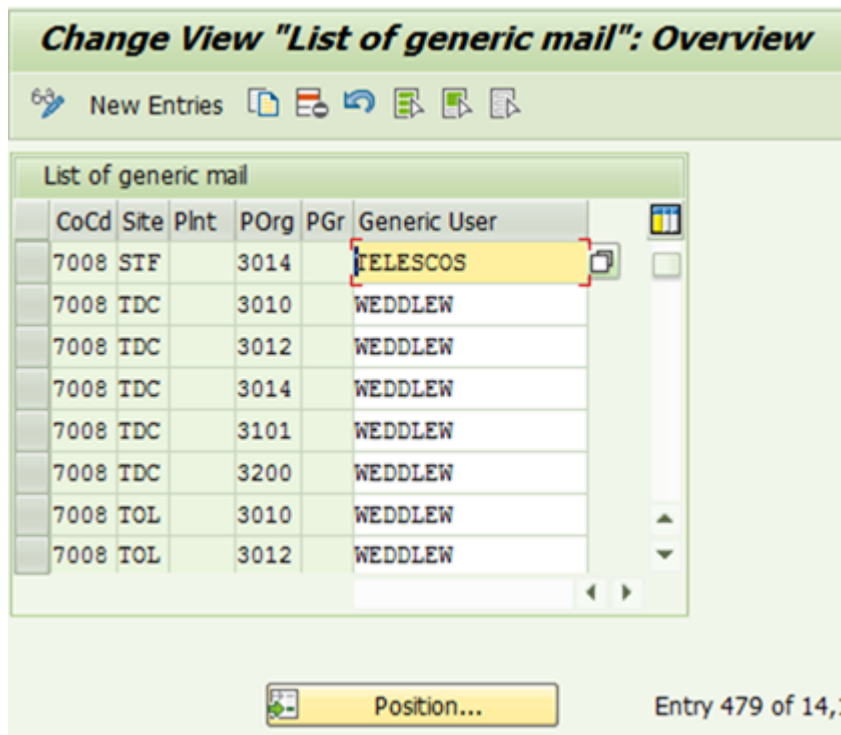 Change View "List of generic mail": Overview
New Entries
List of generic mail
CoCd Site Plnt POrg PGr Generic User
7008 STF 3014 TELESCOS
7008 TDC 3010 WEDDLEW
7008 TDC 3012 WEDDLEW
7008 TDC 3014 WEDDLEW
7008 TDC 3101 WEDDLEW
7008 TDC 3200 WEDDLEW
7008 TOL 3010 WEDDLEW
7008 TOL 3012 WEDDLEW
Position... Entry 479 of 14,